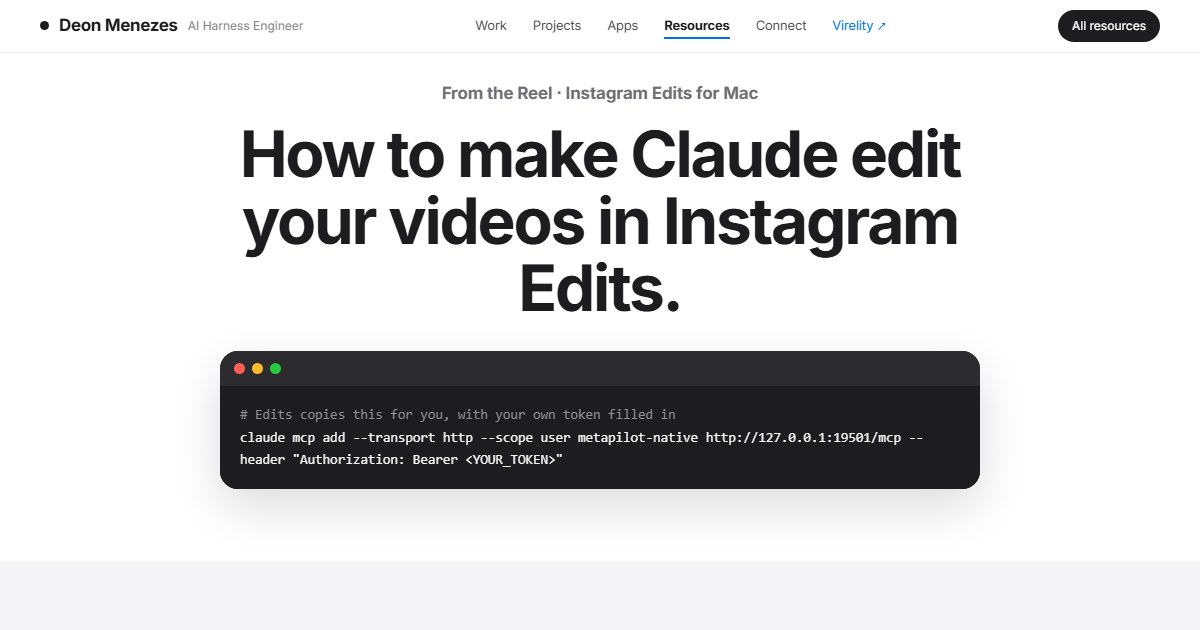 Deon Menezes AI Harness Engineer Work Projects Apps Resources Connect Virelity ↗ All resources
From the Reel · Instagram Edits for Mac
How to make Claude edit
your videos in Instagram
Edits.
# Edits copies this for you, with your own token filled in
claude mcp add --transport http --scope user metapilot-native http://127.0.0.1:19501/mcp --
header "Authorization: Bearer <YOUR_TOKEN>"